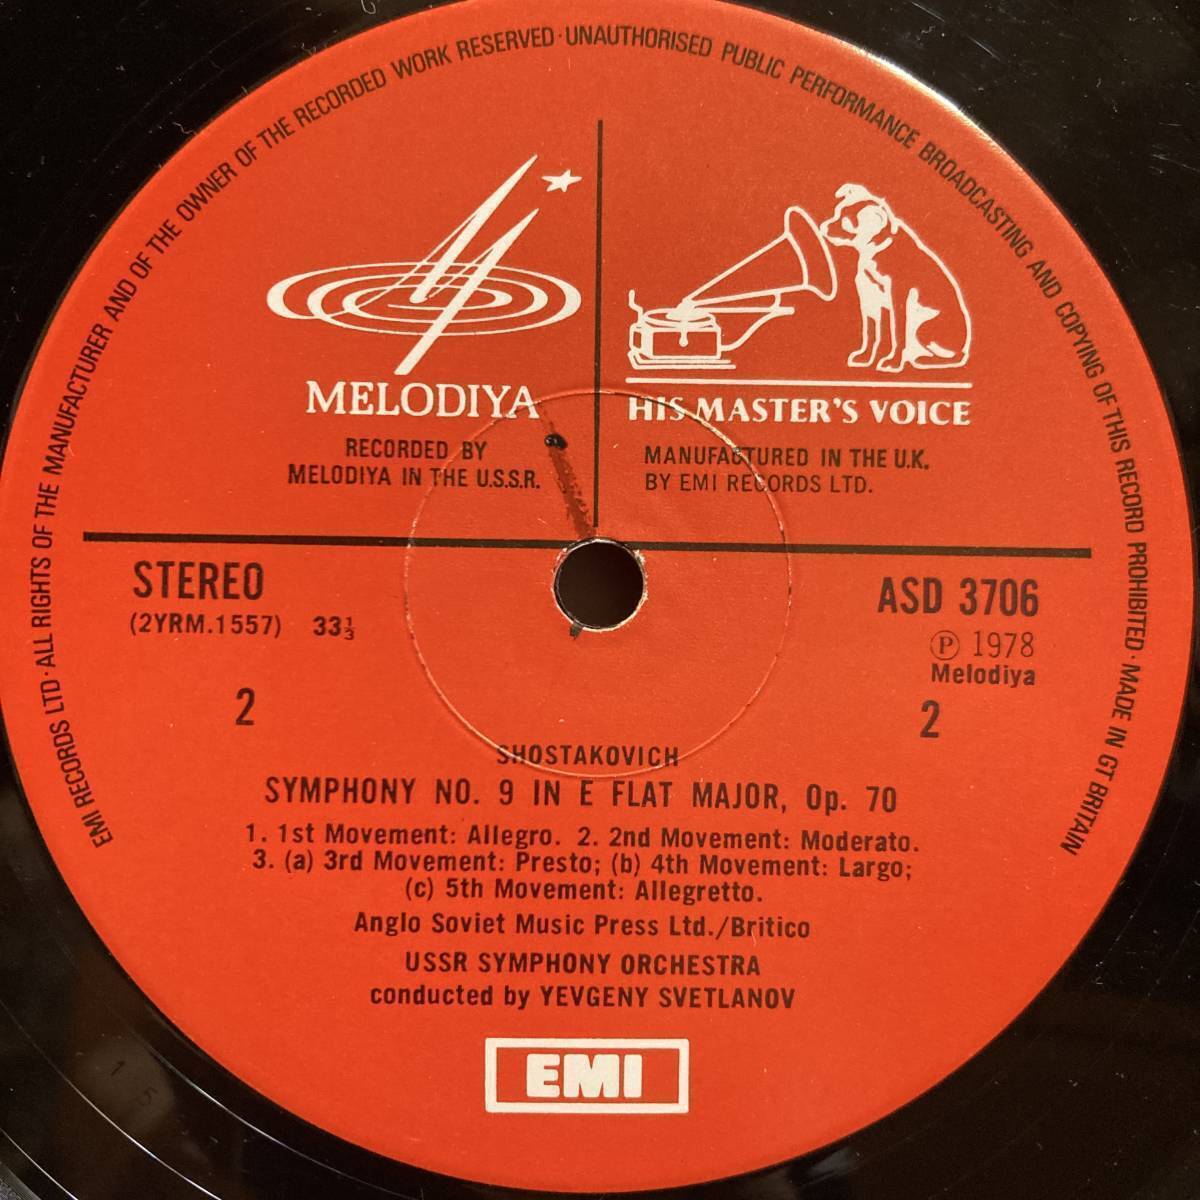 EMI RECORDS LTD · ALL RIGHTS OF THE MANUFACTURER AND OF THE OWNER OF THE RECORDED WORK RESERVED · UNAUTHORISED PUBLIC PERFORMANCE BROADCASTING AND COPYING OF THIS RECORD PROHIBITED · MADE IN GT BRITAIN
MELODIYA
RECORDED BY
MELODIYA IN THE U.S.S.R.
HIS MASTER'S VOICE
MANUFACTURED IN THE U.K.
BY EMI RECORDS LTD.
STEREO
(2YRM.1557) 33⅓
2
ASD 3706
Ⓟ 1978
Melodiya
2
SHOSTAKOVICH
SYMPHONY NO. 9 IN E FLAT MAJOR, Op. 70
1. 1st Movement: Allegro. 2. 2nd Movement: Moderato.
3. (a) 3rd Movement: Presto; (b) 4th Movement: Largo;
(c) 5th Movement: Allegretto.
Anglo Soviet Music Press Ltd./Britico
USSR SYMPHONY ORCHESTRA
conducted by YEVGENY SVETLANOV
EMI